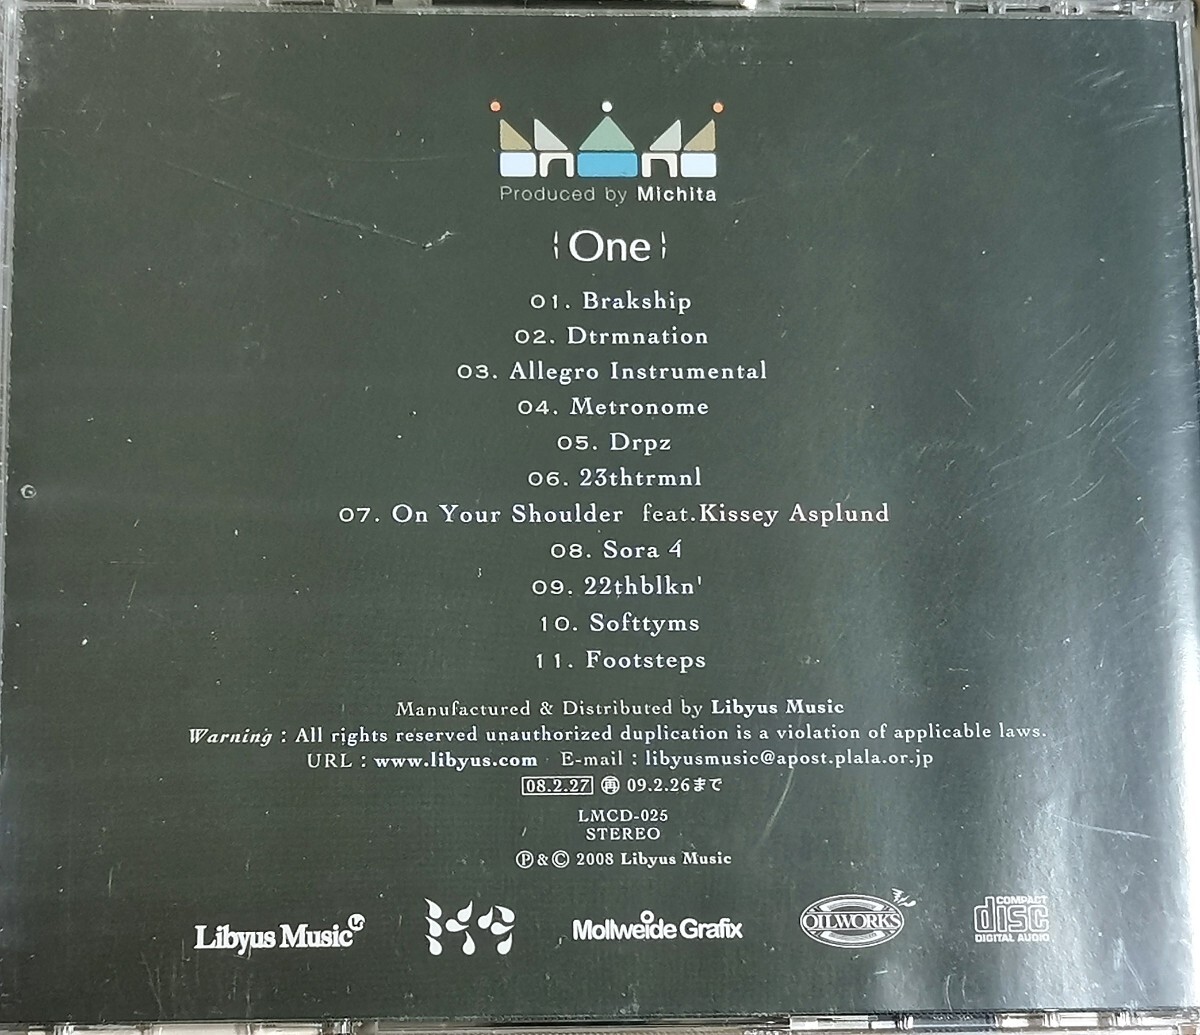 Produced by Michita
{One}
01. Brakship
02. Dtrmnation
03. Allegro Instrumental
04. Metronome
05. Drpz
06. 23thtrmnl
07. On Your Shoulder feat.Kissey Asplund
08. Sora 4
09. 22thblkn'
10. Softtyms
11. Footsteps
Manufactured & Distributed by Libyus Music
Warning : All rights reserved unauthorized duplication is a violation of applicable laws.
URL : www.libyus.com E-mail : libyusmusic@apost.plala.or.jp
08.2.27 再 09.2.26まで
LMCD-025
STEREO
Ⓟ & © 2008 Libyus Music
Libyus Music
Mollweide Grafix
OILWORKS
COMPACT disc DIGITAL AUDIO